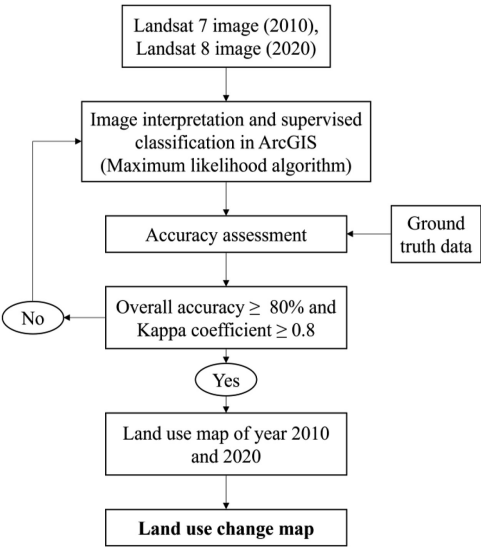 Landsat 7 image (2010),
Landsat 8 image (2020)
Image interpretation and supervised
classification in ArcGIS
(Maximum likelihood algorithm)
Accuracy assessment
Ground
truth data
Overall accuracy ≥ 80% and
Kappa coefficient ≥ 0.8
No
Yes
Land use map of year 2010
and 2020
Land use change map